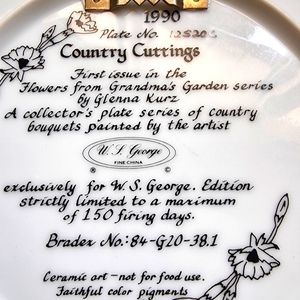 1990
Plate No. 12520S
Country Cuttings
First issue in the
Flowers from Grandma's Garden series
by Glenna Kurz
A collector's plate series of country
bouquets painted by the artist
W. S. George
FINE CHINA
® ©
exclusively for W. S. George. Edition
strictly limited to a maximum
of 150 firing days.
Bradex No: 84-G20-38.1
Ceramic art - not for food use.
Faithful color pigments